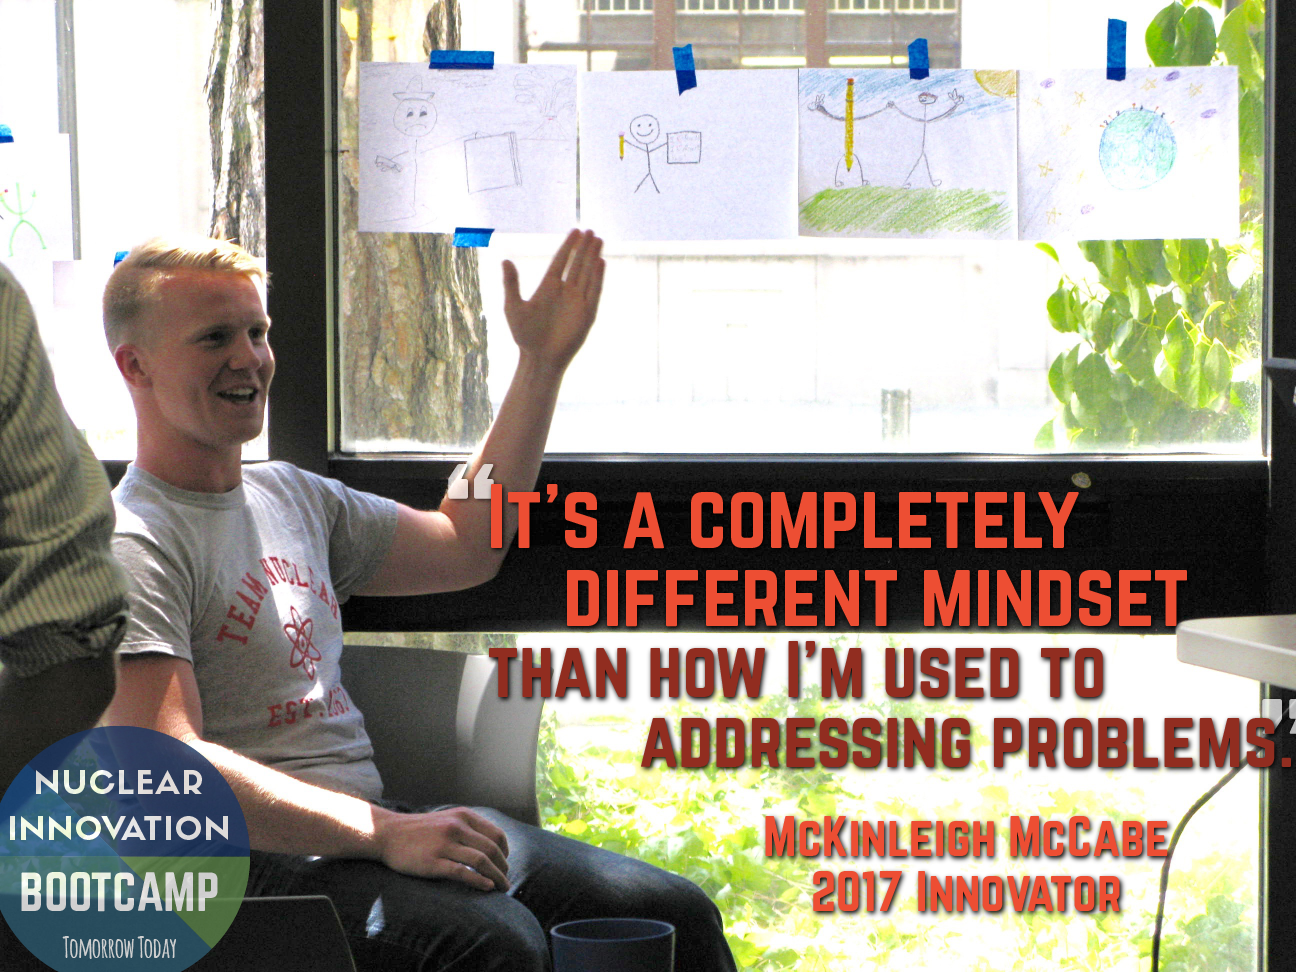 “It's a completely
different mindset
than how I'm used to
addressing problems.”
McKinleigh McCabe
2017 Innovator
TEAM NUCLEAR
NUCLEAR
INNOVATION
BOOTCAMP
Tomorrow Today